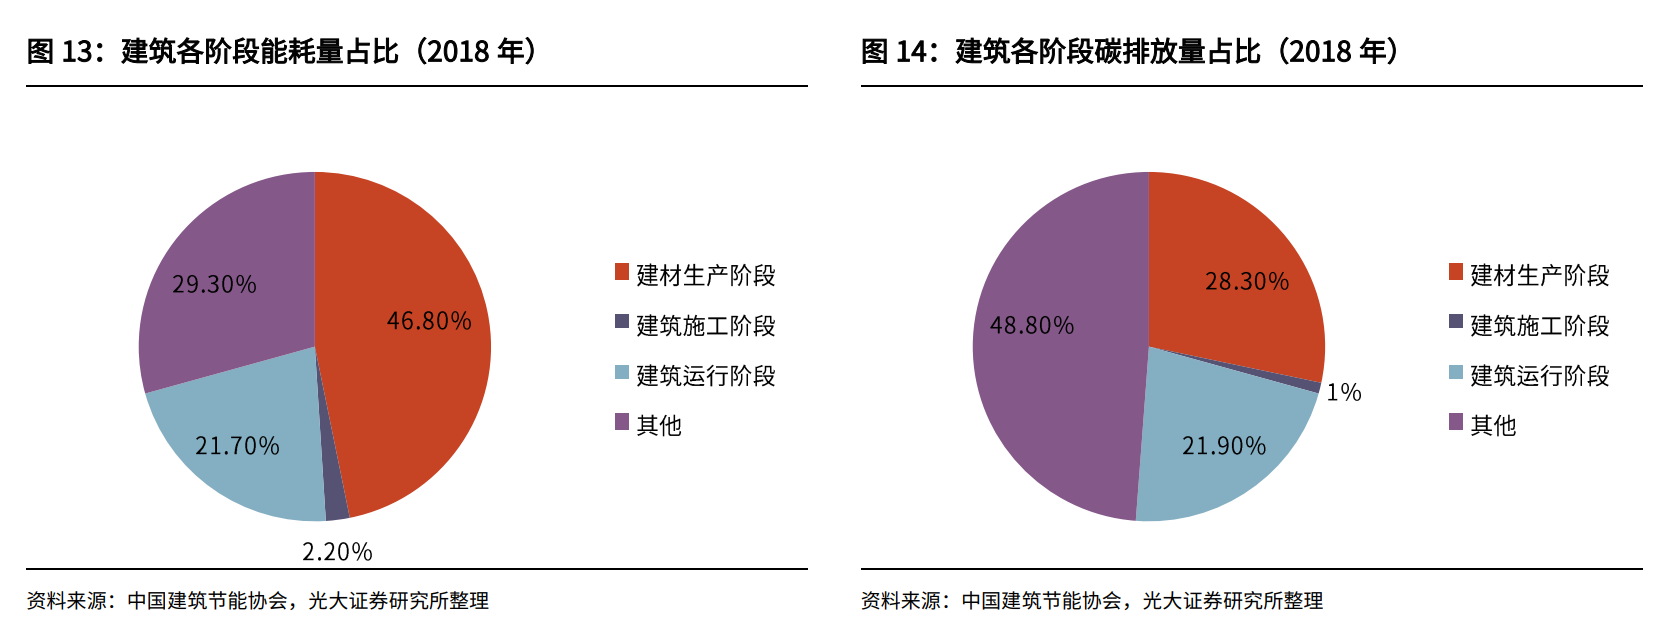 图 13：建筑各阶段能耗量占比（2018 年）
29.30%
46.80%
21.70%
2.20%
建材生产阶段
建筑施工阶段
建筑运行阶段
其他
资料来源：中国建筑节能协会，光大证券研究所整理
图 14：建筑各阶段碳排放量占比（2018 年）
28.30%
48.80%
1%
21.90%
建材生产阶段
建筑施工阶段
建筑运行阶段
其他
资料来源：中国建筑节能协会，光大证券研究所整理